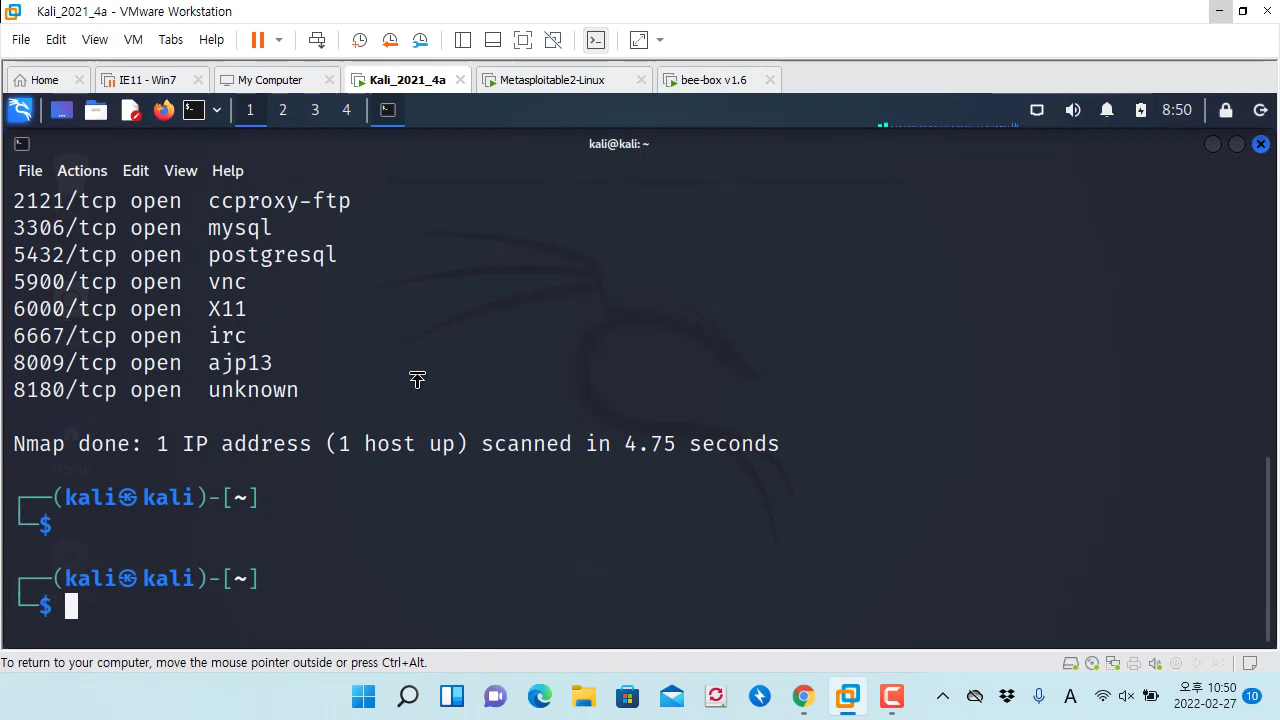 Kali_2021_4a - VMware Workstation
File Edit View VM Tabs Help
Home IE11 - Win7 My Computer Kali_2021_4a Metasploitable2-Linux bee-box v1.6
1 2 3 4 8:50
kali@kali: ~
File Actions Edit View Help
2121/tcp open ccproxy-ftp
3306/tcp open mysql
5432/tcp open postgresql
5900/tcp open vnc
6000/tcp open X11
6667/tcp open irc
8009/tcp open ajp13
8180/tcp open unknown
Nmap done: 1 IP address (1 host up) scanned in 4.75 seconds
┌──(kali㉿kali)-[~]
└─$
┌──(kali㉿kali)-[~]
└─$
To return to your computer, move the mouse pointer outside or press Ctrl+Alt.
A 오후 10:50
2022-02-27 10